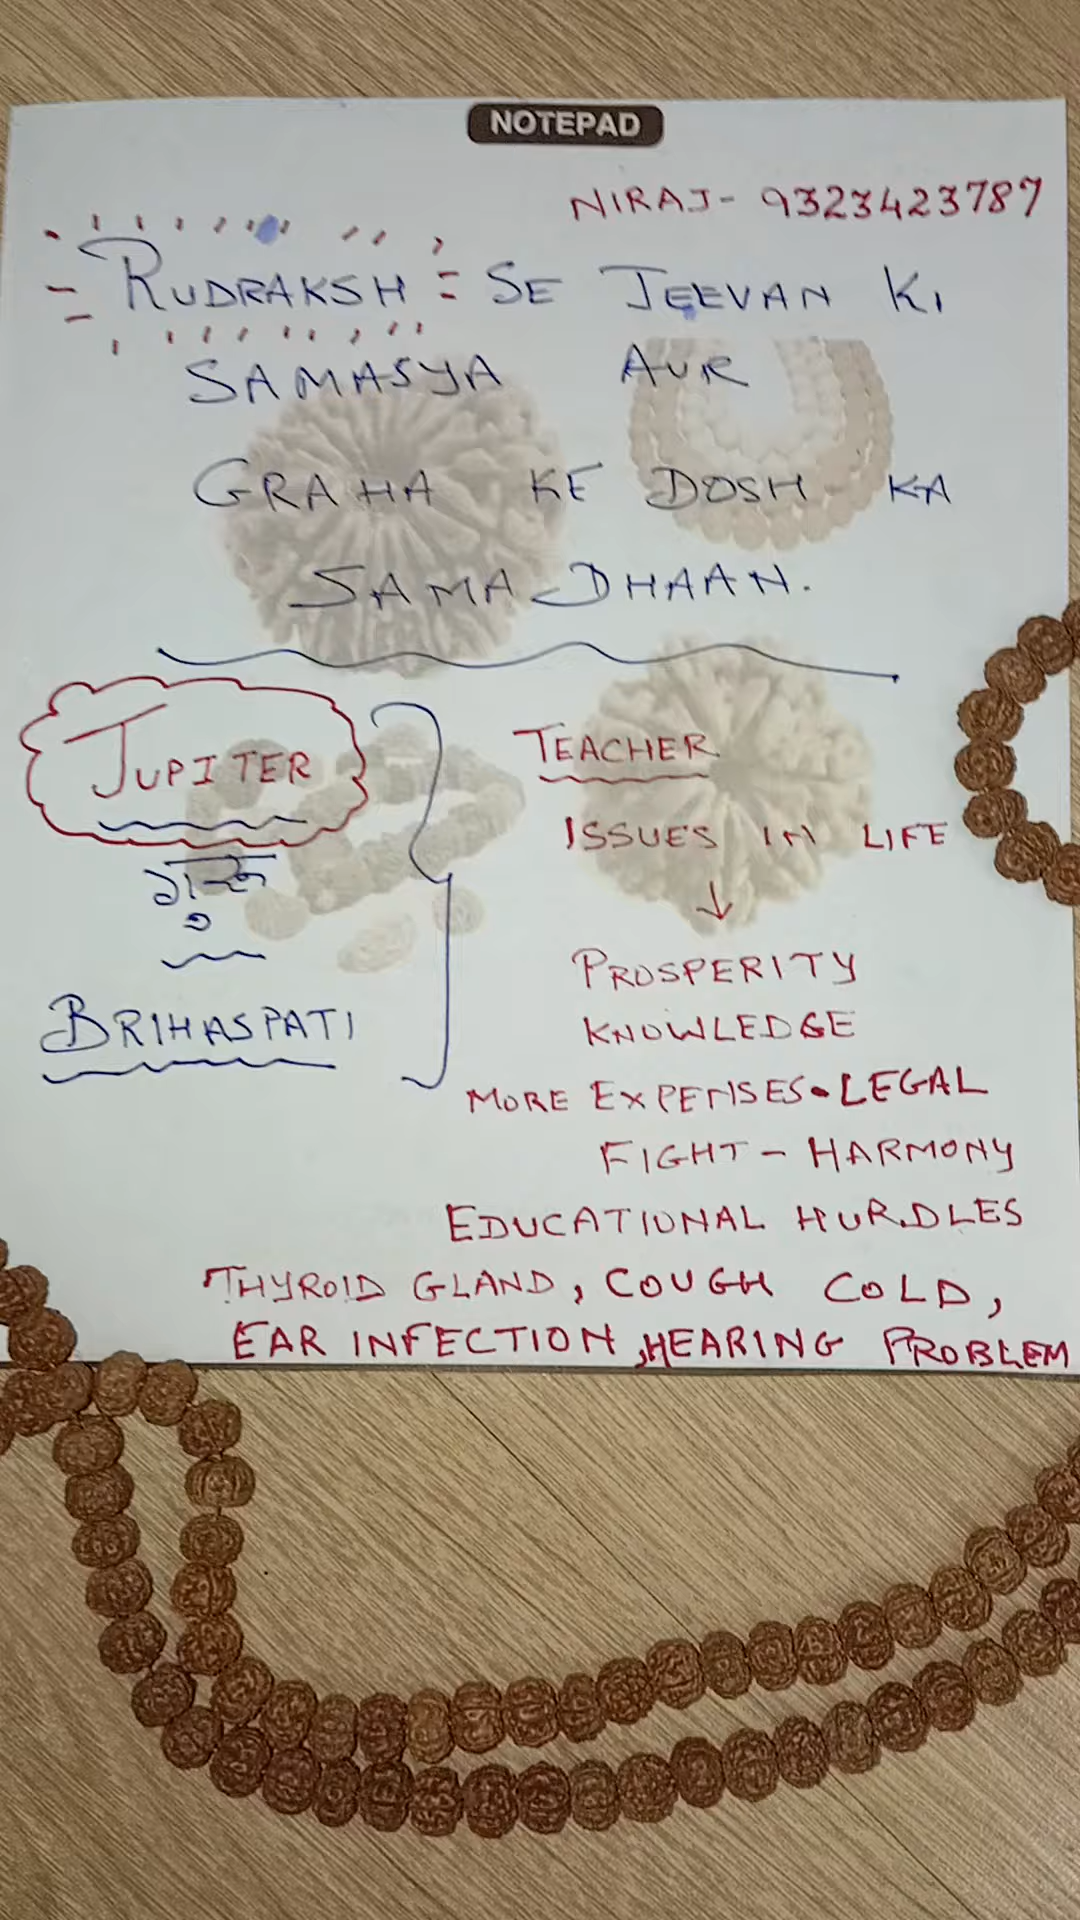 NOTEPAD
NIRAJ - 9323423787
RUDRAKSH = SE JEEVAN KI
SAMASYA AUR
GRAHA KE DOSH KA
SAMADHAAN.
JUPITER
गुरू
BRIHASPATI
TEACHER
ISSUES IN LIFE
↓
PROSPERITY
KNOWLEDGE
MORE EXPENSES • LEGAL
FIGHT - HARMONY
EDUCATIONAL HURDLES
THYROID GLAND, COUGH COLD,
EAR INFECTION, HEARING PROBLEM